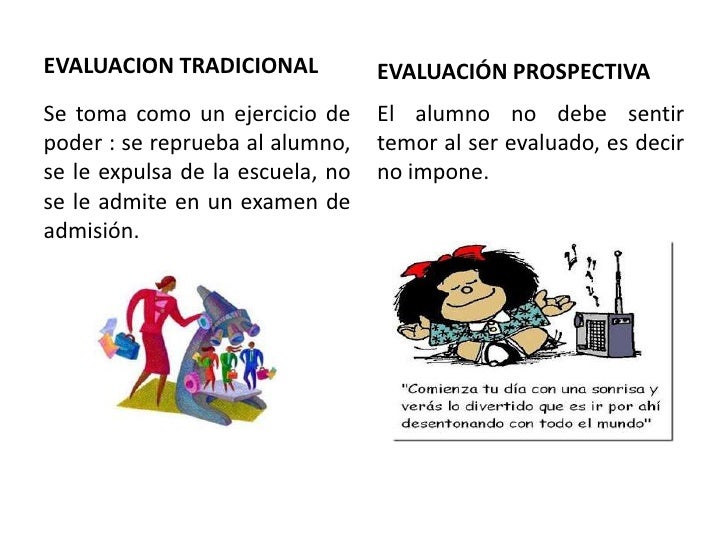 EVALUACION TRADICIONAL
Se toma como un ejercicio de
poder : se reprueba al alumno,
se le expulsa de la escuela, no
se le admite en un examen de
admisión.
EVALUACIÓN PROSPECTIVA
El alumno no debe sentir
temor al ser evaluado, es decir
no impone.
"Comienza tu día con una sonrisa y
verás lo divertido que es ir por ahí
desentonando con todo el mundo"